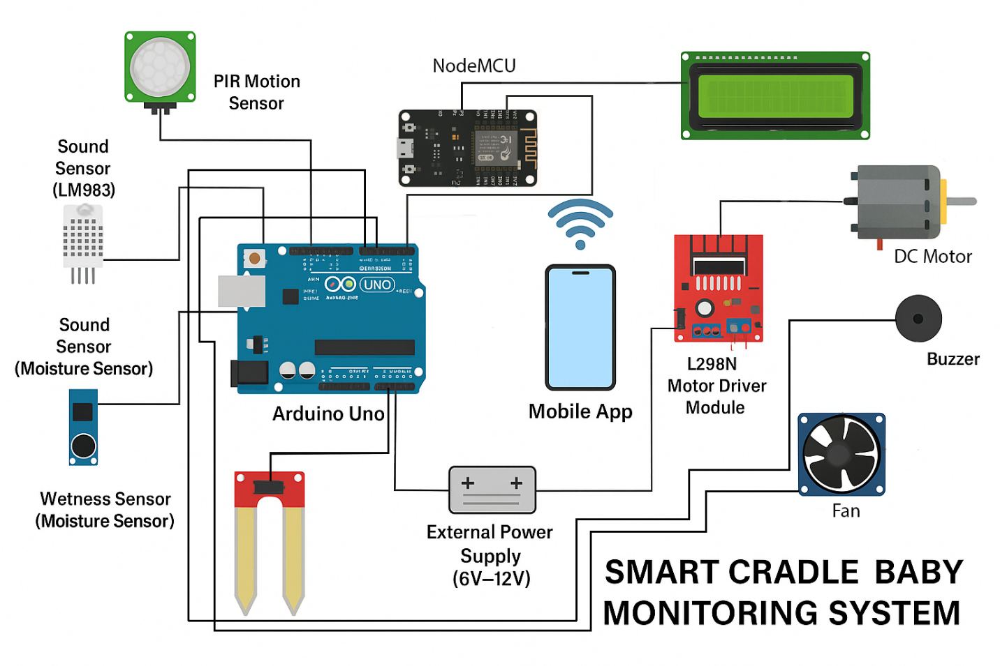 NodeMCU
PIR Motion
Sensor
Sound
Sensor
(LM983)
DC Motor
UNO
Sound
Sensor
(Moisture Sensor)
Buzzer
L298N
Motor Driver
Module
Arduino Uno
Mobile App
Wetness Sensor
(Moisture Sensor)
Fan
External Power
Supply
(6V–12V)
SMART CRADLE BABY
MONITORING SYSTEM